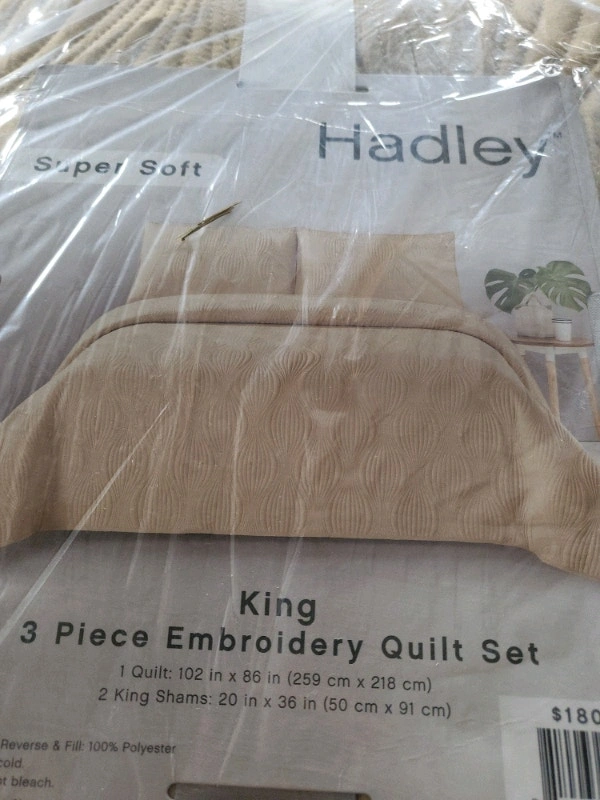 Hadley™
Super Soft
King
3 Piece Embroidery Quilt Set
1 Quilt: 102 in x 86 in (259 cm x 218 cm)
2 King Shams: 20 in x 36 in (50 cm x 91 cm)
$180
Reverse & Fill: 100% Polyester
cold.
bleach.